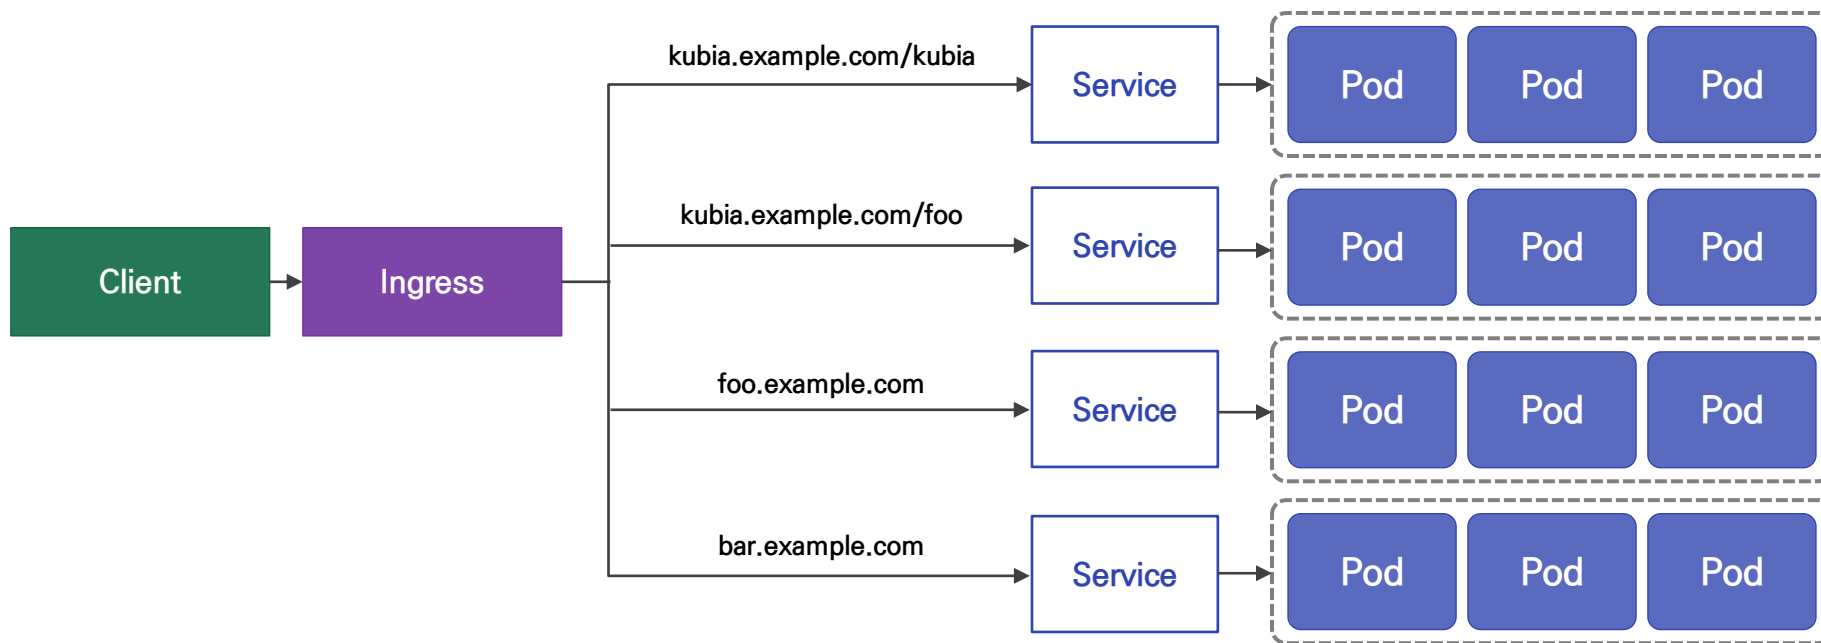 kubia.example.com/kubia
Service
Pod
Pod
Pod
kubia.example.com/foo
Service
Pod
Pod
Pod
Client
Ingress
foo.example.com
Service
Pod
Pod
Pod
bar.example.com
Service
Pod
Pod
Pod